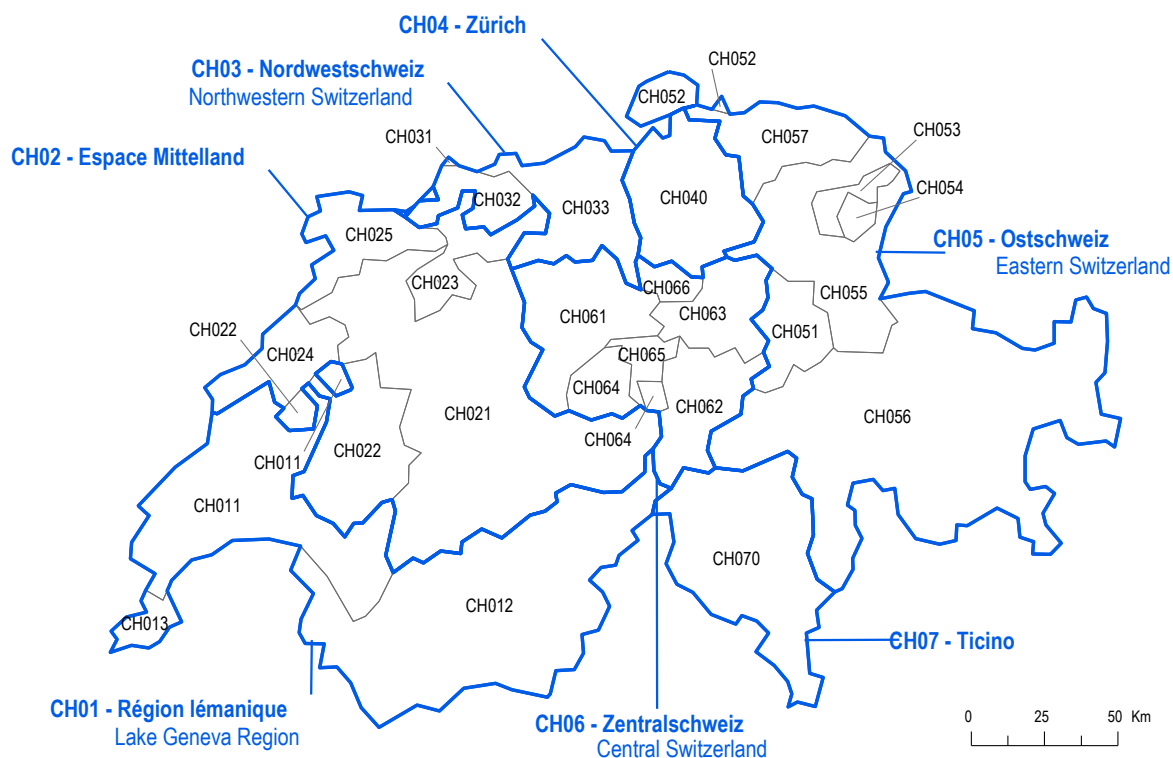 CH04 - Zürich
CH03 - Nordwestschweiz
Northwestern Switzerland
CH02 - Espace Mittelland
CH052
CH052
CH057
CH053
CH054
CH031
CH032
CH033
CH040
CH025
CH05 - Ostschweiz
Eastern Switzerland
CH023
CH066
CH063
CH055
CH051
CH061
CH022
CH024
CH065
CH064
CH062
CH021
CH056
CH064
CH011
CH022
CH011
CH070
CH012
CH013
CH07 - Ticino
CH01 - Région lémanique
Lake Geneva Region
CH06 - Zentralschweiz
Central Switzerland
0 25 50 Km